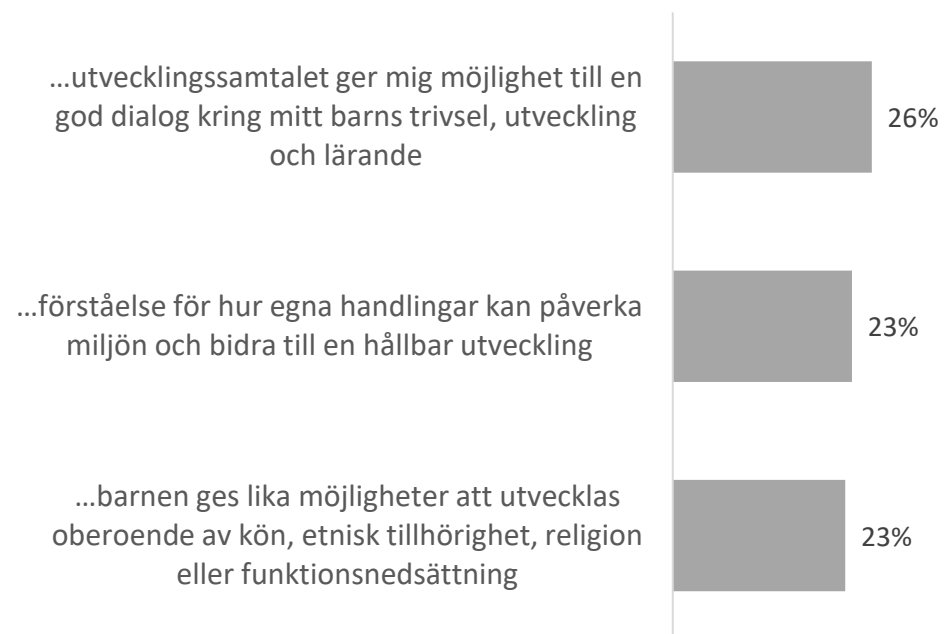 ...utvecklingssamtalet ger mig möjlighet till en
god dialog kring mitt barns trivsel, utveckling
och lärande
26%
...förståelse för hur egna handlingar kan påverka
miljön och bidra till en hållbar utveckling
23%
...barnen ges lika möjligheter att utvecklas
oberoende av kön, etnisk tillhörighet, religion
eller funktionsnedsättning
23%